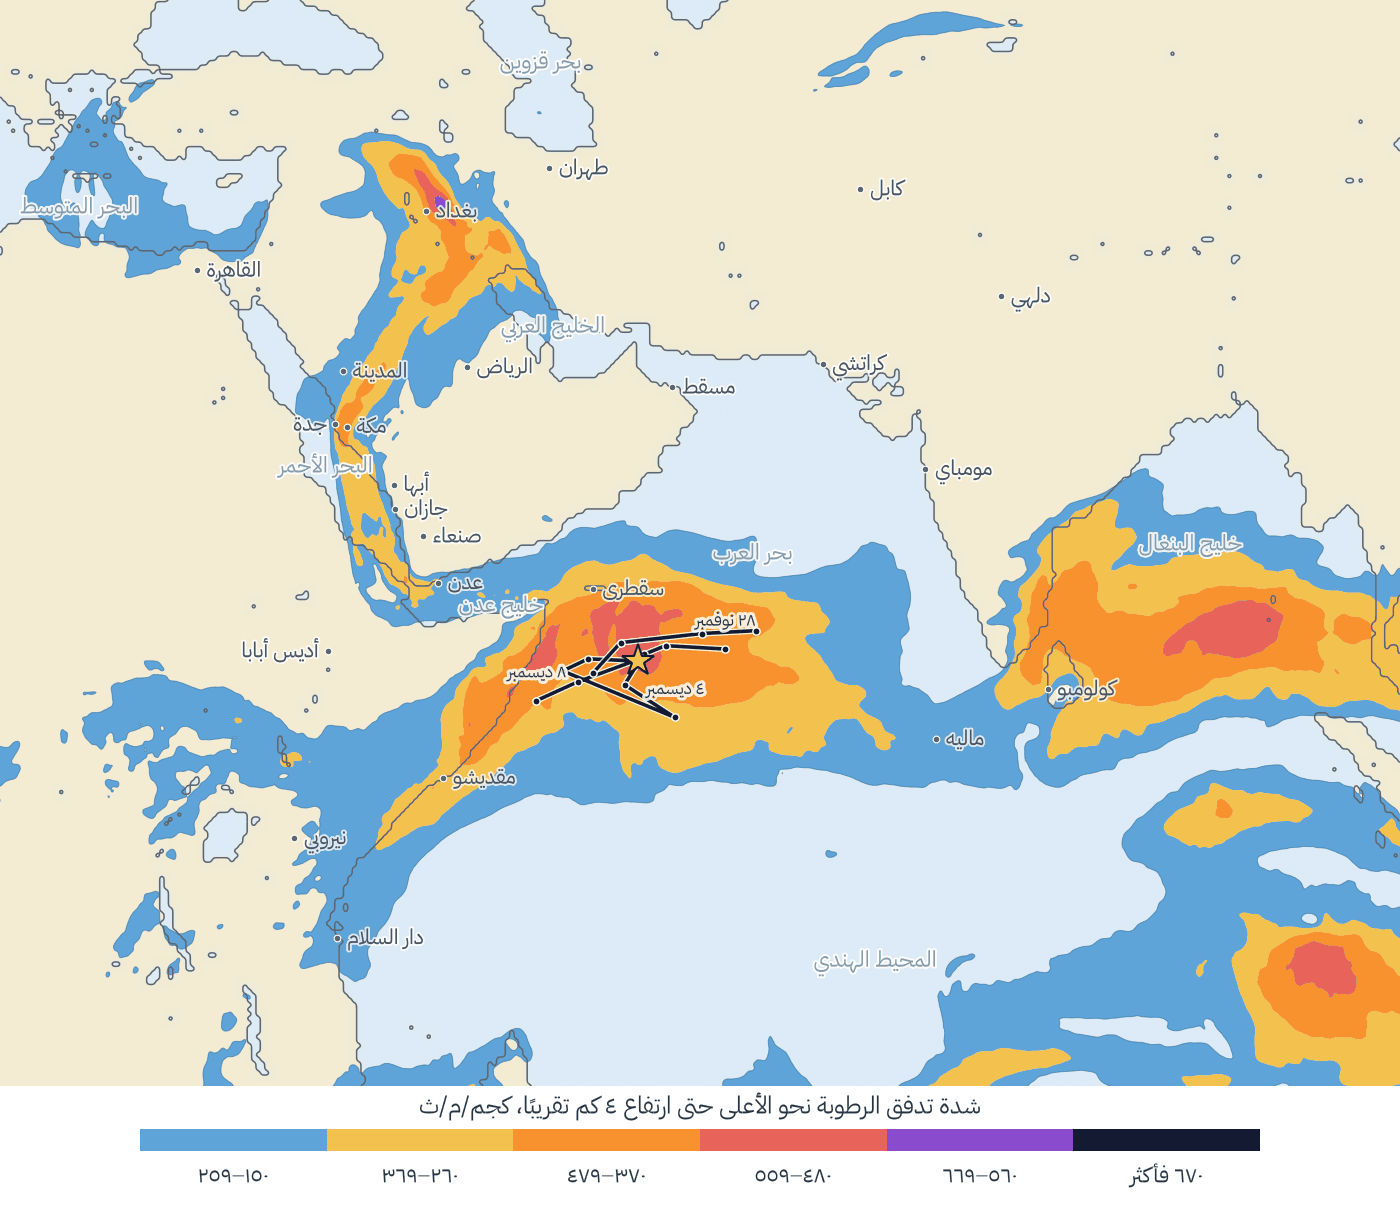 بحر قزوين
طهران
كابل
بغداد
البحر المتوسط
القاهرة
دلهي
الخليج العربي
الرياض
المدينة
كراتشي
مسقط
جدة
مكة
البحر الأحمر
مومباي
أبها
جازان
صنعاء
بحر العرب
خليج البنغال
عدن
سقطرى
خليج عدن
٢٨ نوفمبر
أديس أبابا
٨ ديسمبر
٤ ديسمبر
كولومبو
ماليه
مقديشو
نيروبي
دار السلام
المحيط الهندي
شدة تدفق الرطوبة نحو الأعلى حتى ارتفاع ٤ كم تقريبًا، كجم/م/ث
١٥٠–٢٥٩
٢٦٠–٣٦٩
٣٧٠–٤٧٩
٤٨٠–٥٥٩
٥٦٠–٦٦٩
٦٧٠ فأكثر